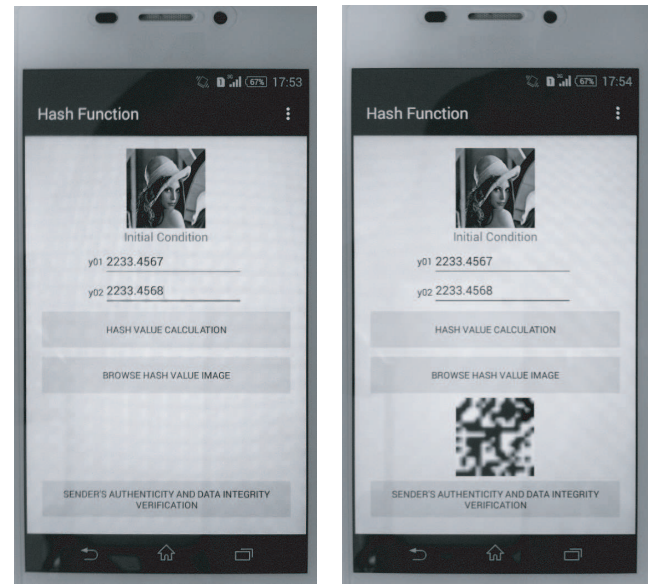 67% 17:53
Hash Function
Initial Condition
y01 2233.4567
y02 2233.4568
HASH VALUE CALCULATION
BROWSE HASH VALUE IMAGE
SENDER'S AUTHENTICITY AND DATA INTEGRITY
VERIFICATION
67% 17:54
Hash Function
Initial Condition
y01 2233.4567
y02 2233.4568
HASH VALUE CALCULATION
BROWSE HASH VALUE IMAGE
SENDER'S AUTHENTICITY AND DATA INTEGRITY
VERIFICATION